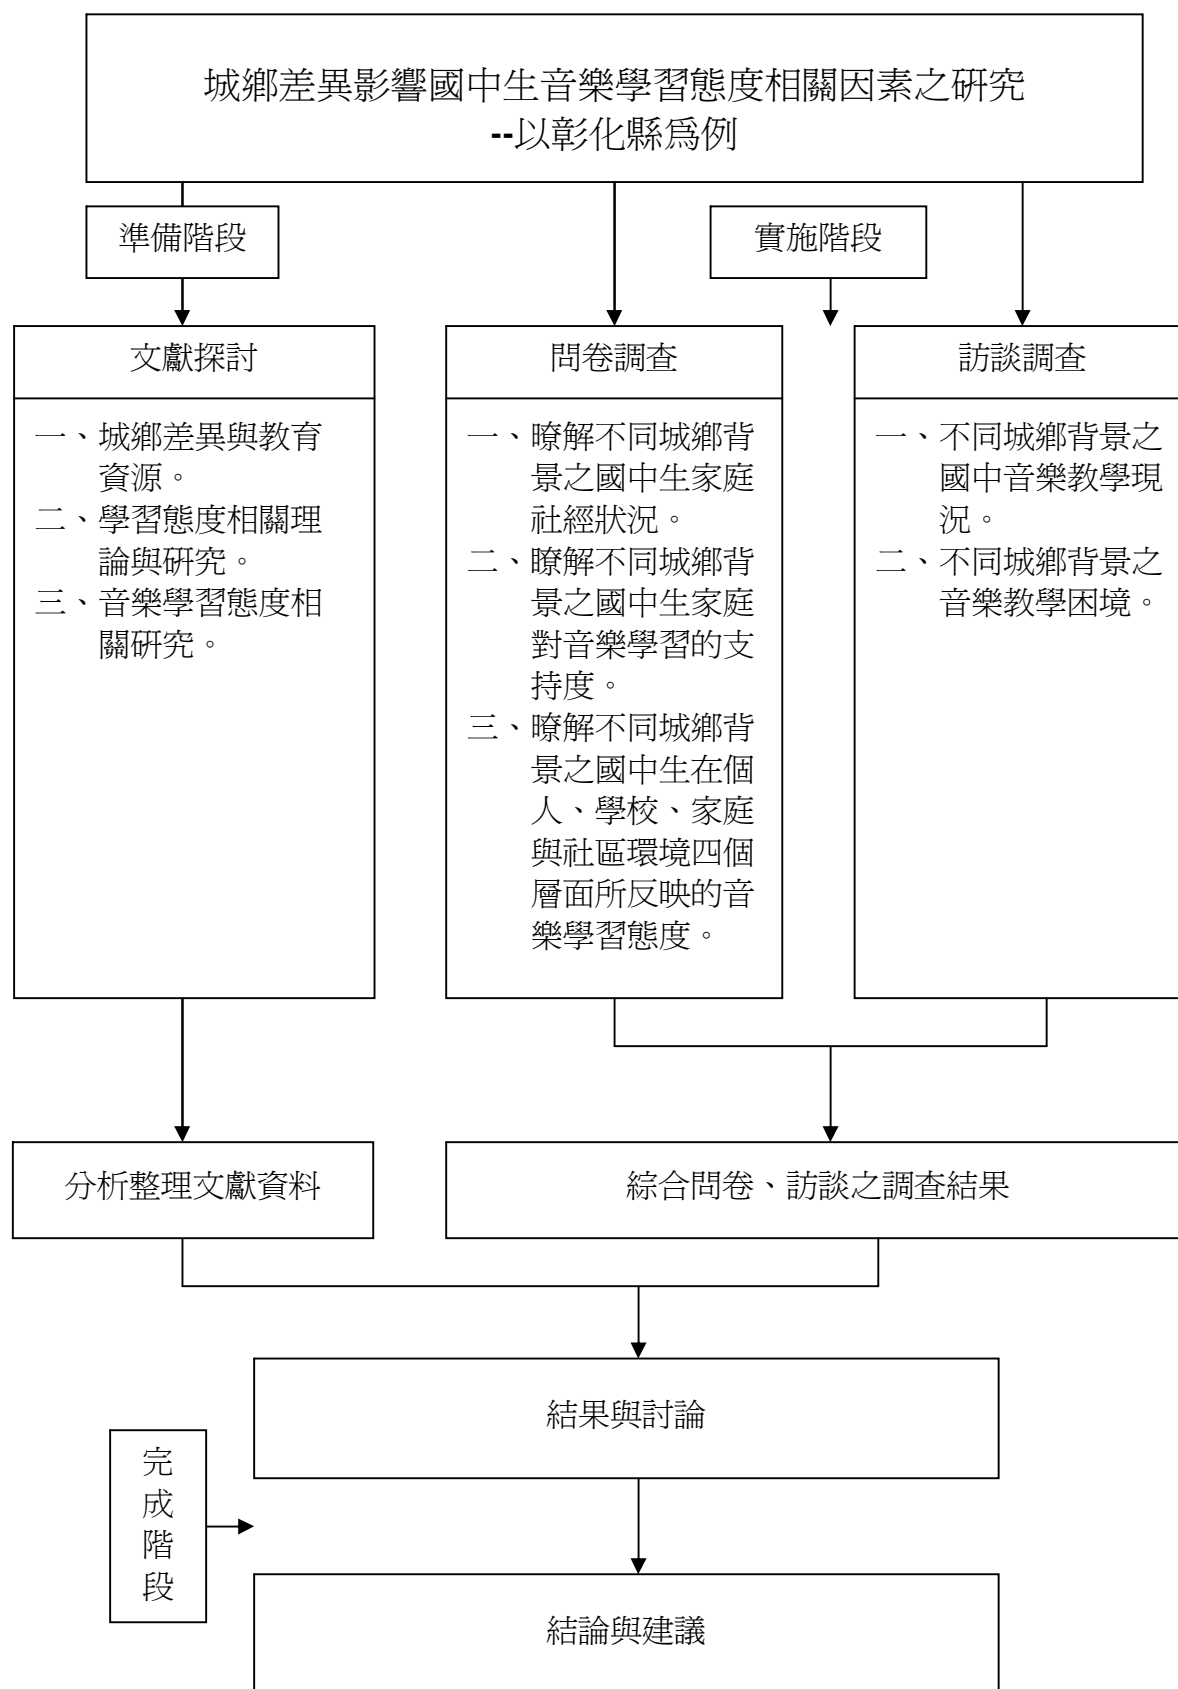 城鄉差異影響國中生音樂學習態度相關因素之研究
--以彰化縣為例
準備階段
實施階段
文獻探討
一、城鄉差異與教育
資源。
二、學習態度相關理
論與研究。
三、音樂學習態度相
關研究。
問卷調查
一、瞭解不同城鄉背
景之國中生家庭
社經狀況。
二、瞭解不同城鄉背
景之國中生家庭
對音樂學習的支
持度。
三、瞭解不同城鄉背
景之國中生在個
人、學校、家庭
與社區環境四個
層面所反映的音
樂學習態度。
訪談調查
一、不同城鄉背景之
國中音樂教學現
況。
二、不同城鄉背景之
音樂教學困境。
分析整理文獻資料
綜合問卷、訪談之調查結果
結果與討論
完
成
階
段
結論與建議